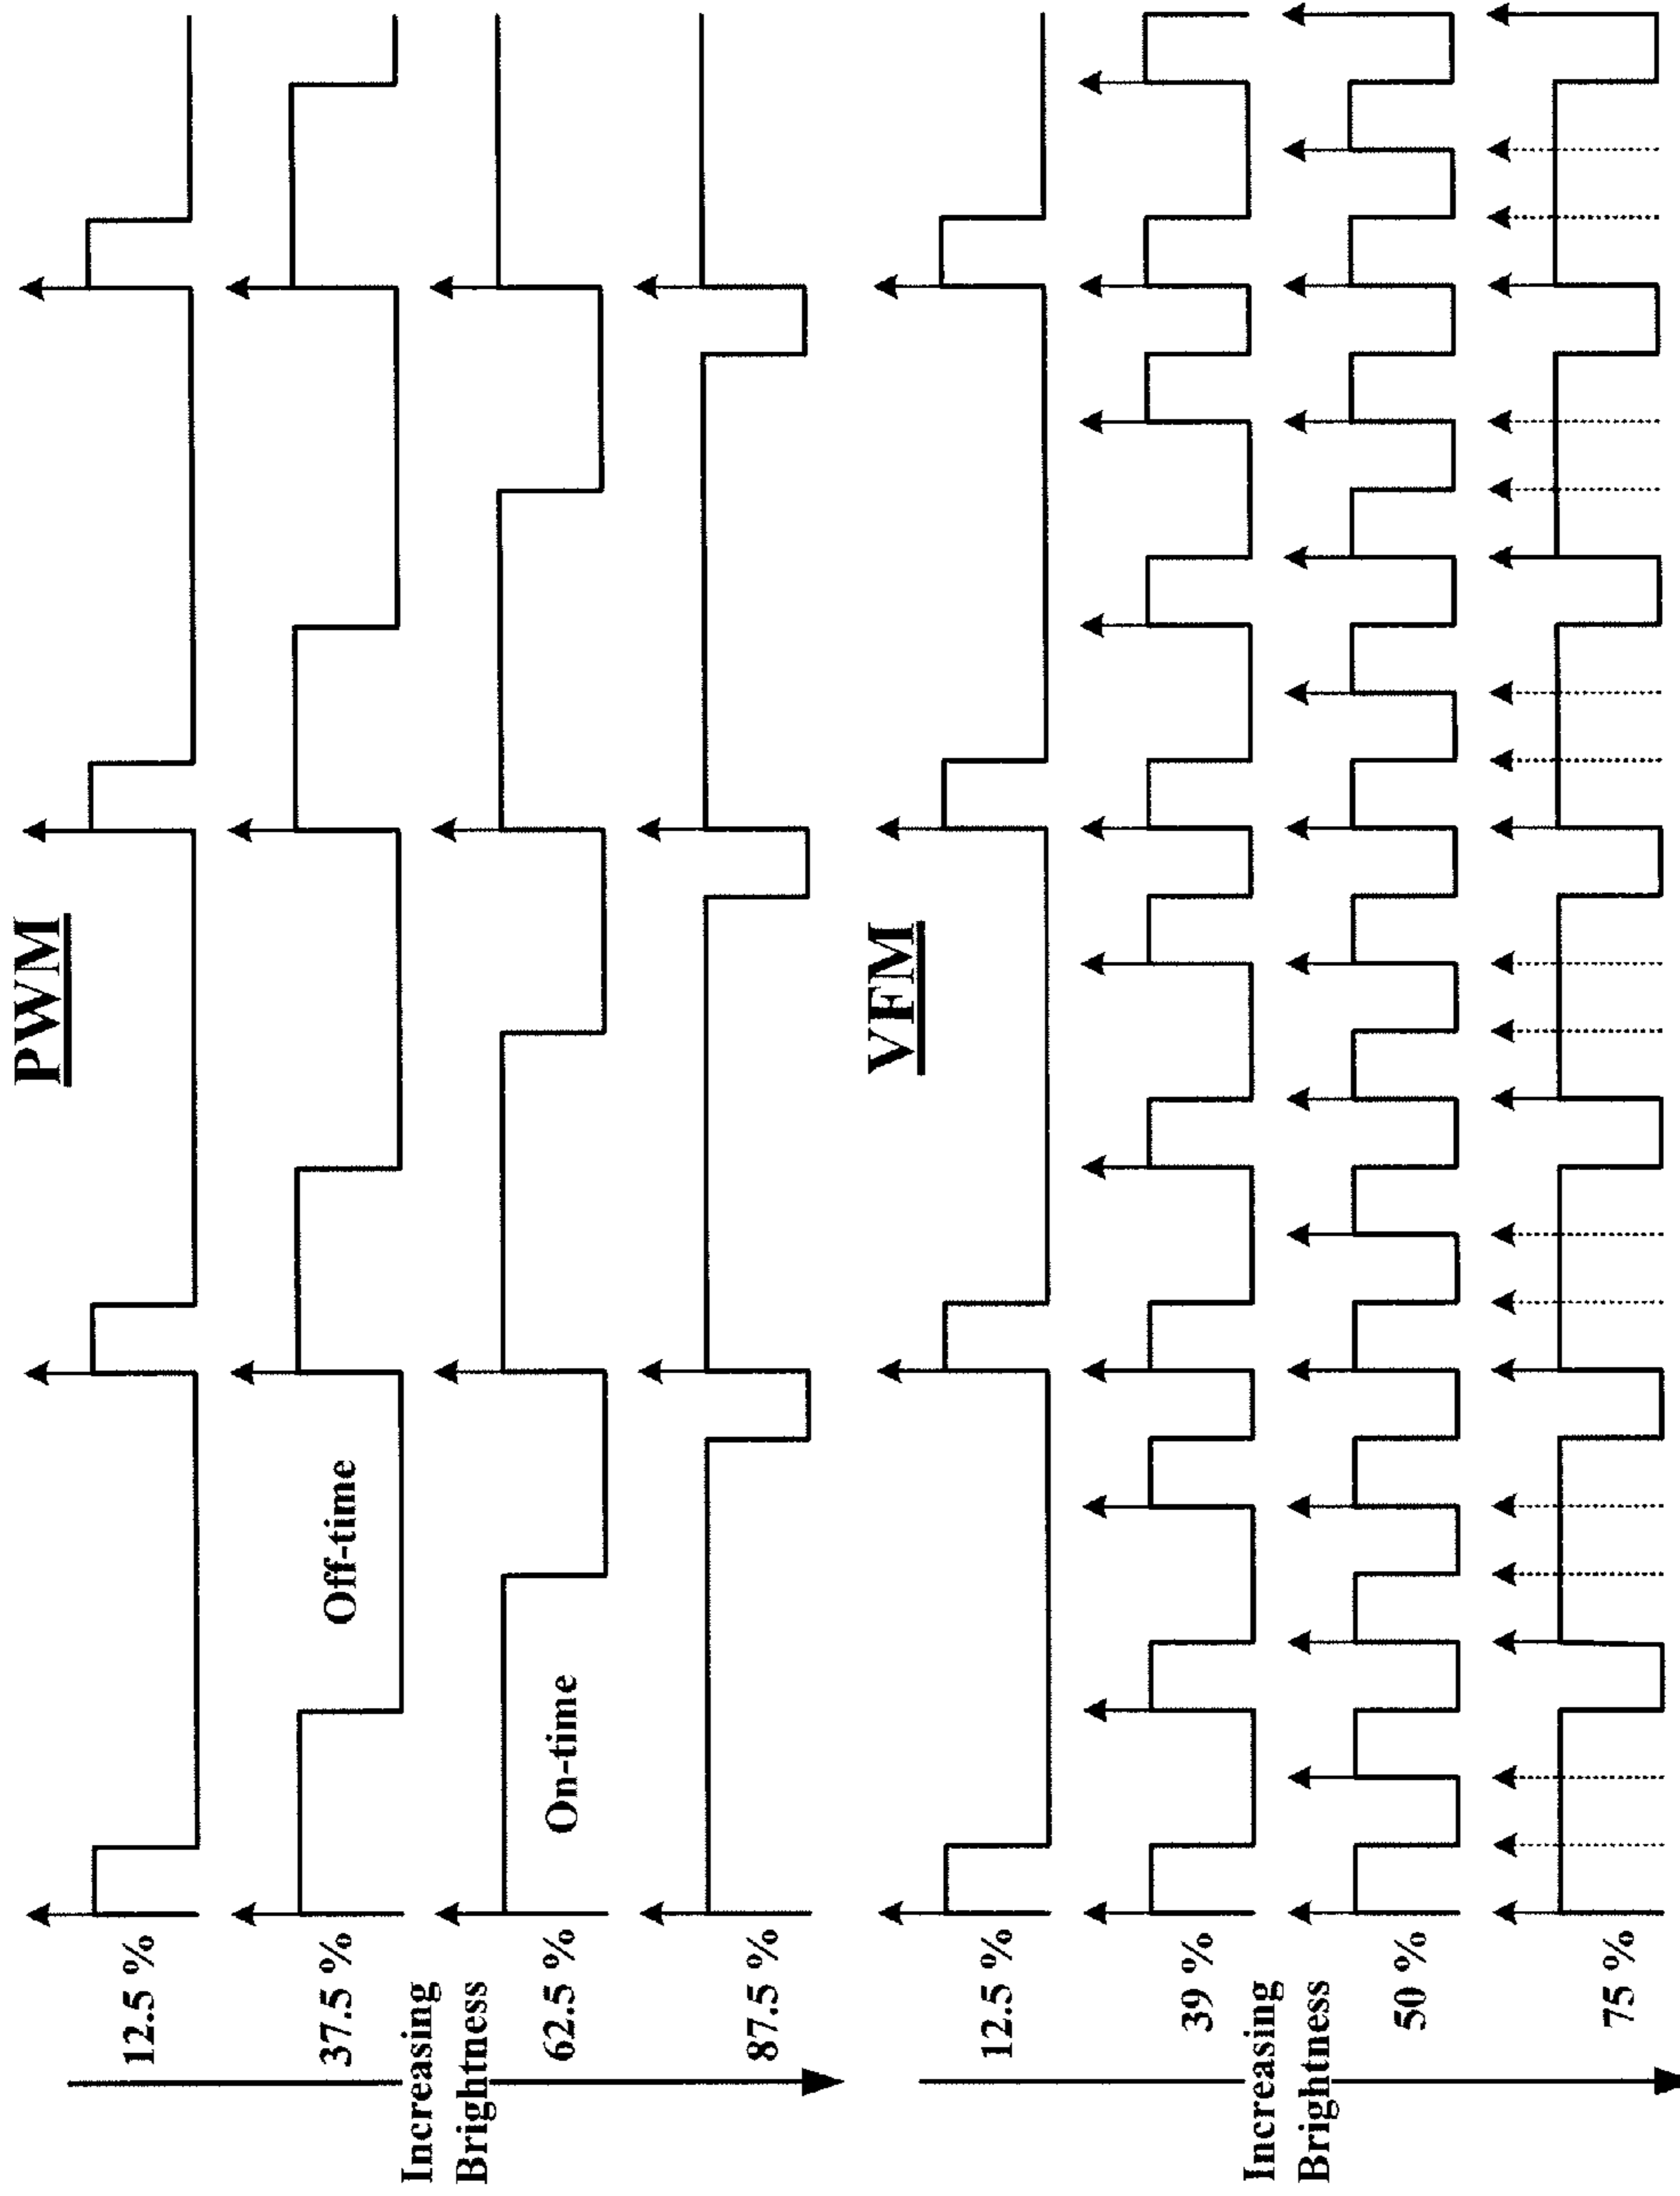 PWM
12.5 %
37.5 %
Off-time
Increasing
Brightness
62.5 %
On-time
87.5 %
VFM
12.5 %
39 %
Increasing
Brightness
50 %
75 %